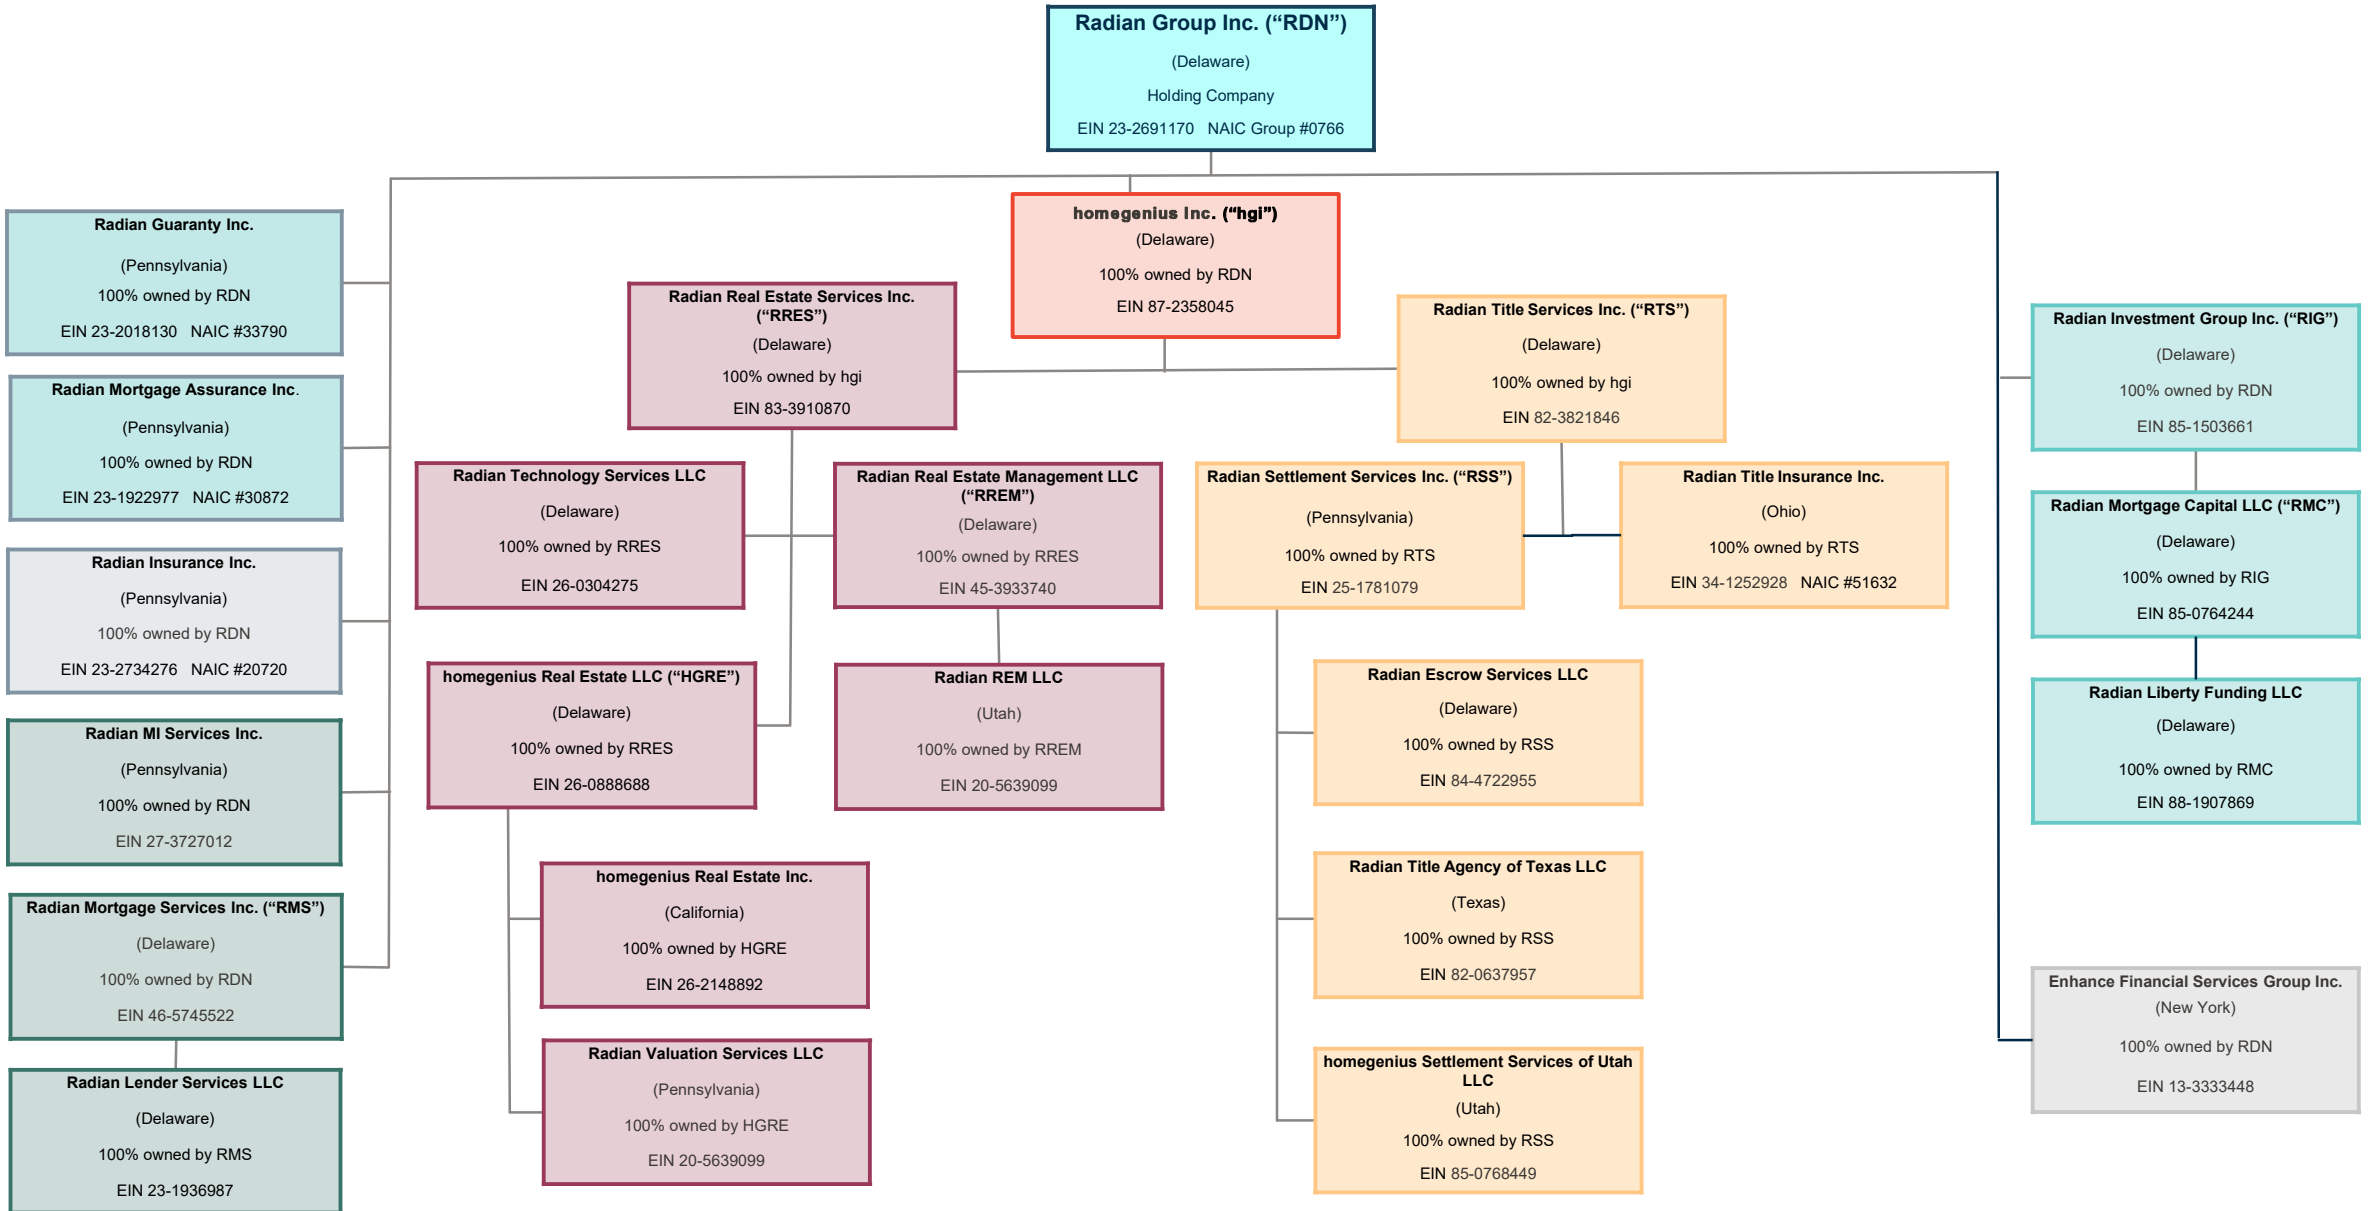 Radian Group Inc. (“RDN”)
(Delaware)
Holding Company
EIN 23-2691170 NAIC Group #0766
homegenius Inc. (“hgi”)
(Delaware)
100% owned by RDN
EIN 87-2358045
Radian Guaranty Inc.
(Pennsylvania)
100% owned by RDN
EIN 23-2018130 NAIC #33790
Radian Mortgage Assurance Inc.
(Pennsylvania)
100% owned by RDN
EIN 23-1922977 NAIC #30872
Radian Insurance Inc.
(Pennsylvania)
100% owned by RDN
EIN 23-2734276 NAIC #20720
Radian MI Services Inc.
(Pennsylvania)
100% owned by RDN
EIN 27-3727012
Radian Mortgage Services Inc. (“RMS”)
(Delaware)
100% owned by RDN
EIN 46-5745522
Radian Lender Services LLC
(Delaware)
100% owned by RMS
EIN 23-1936987
Radian Real Estate Services Inc.
(“RRES”)
(Delaware)
100% owned by hgi
EIN 83-3910870
Radian Technology Services LLC
(Delaware)
100% owned by RRES
EIN 26-0304275
Radian Real Estate Management LLC
(“RREM”)
(Delaware)
100% owned by RRES
EIN 45-3933740
homegenius Real Estate LLC (“HGRE”)
(Delaware)
100% owned by RRES
EIN 26-0888688
Radian REM LLC
(Utah)
100% owned by RREM
EIN 20-5639099
homegenius Real Estate Inc.
(California)
100% owned by HGRE
EIN 26-2148892
Radian Valuation Services LLC
(Pennsylvania)
100% owned by HGRE
EIN 20-5639099
Radian Title Services Inc. (“RTS”)
(Delaware)
100% owned by hgi
EIN 82-3821846
Radian Settlement Services Inc. (“RSS”)
(Pennsylvania)
100% owned by RTS
EIN 25-1781079
Radian Title Insurance Inc.
(Ohio)
100% owned by RTS
EIN 34-1252928 NAIC #51632
Radian Escrow Services LLC
(Delaware)
100% owned by RSS
EIN 84-4722955
Radian Title Agency of Texas LLC
(Texas)
100% owned by RSS
EIN 82-0637957
homegenius Settlement Services of Utah
LLC
(Utah)
100% owned by RSS
EIN 85-0768449
Radian Investment Group Inc. (“RIG”)
(Delaware)
100% owned by RDN
EIN 85-1503661
Radian Mortgage Capital LLC (“RMC”)
(Delaware)
100% owned by RIG
EIN 85-0764244
Radian Liberty Funding LLC
(Delaware)
100% owned by RMC
EIN 88-1907869
Enhance Financial Services Group Inc.
(New York)
100% owned by RDN
EIN 13-3333448